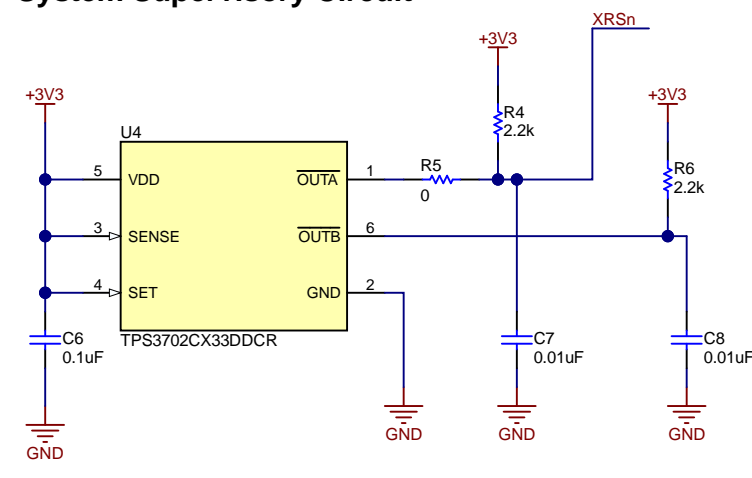 System Supervisory Circuit
XRSn
+3V3
+3V3
+3V3
R4
2.2k
U4
R5
0
R6
2.2k
5
VDD
OUTA
1
3
SENSE
OUTB
6
4
SET
GND
2
TPS3702CX33DDCR
C6
0.1uF
C7
0.01uF
C8
0.01uF
GND
GND
GND
GND